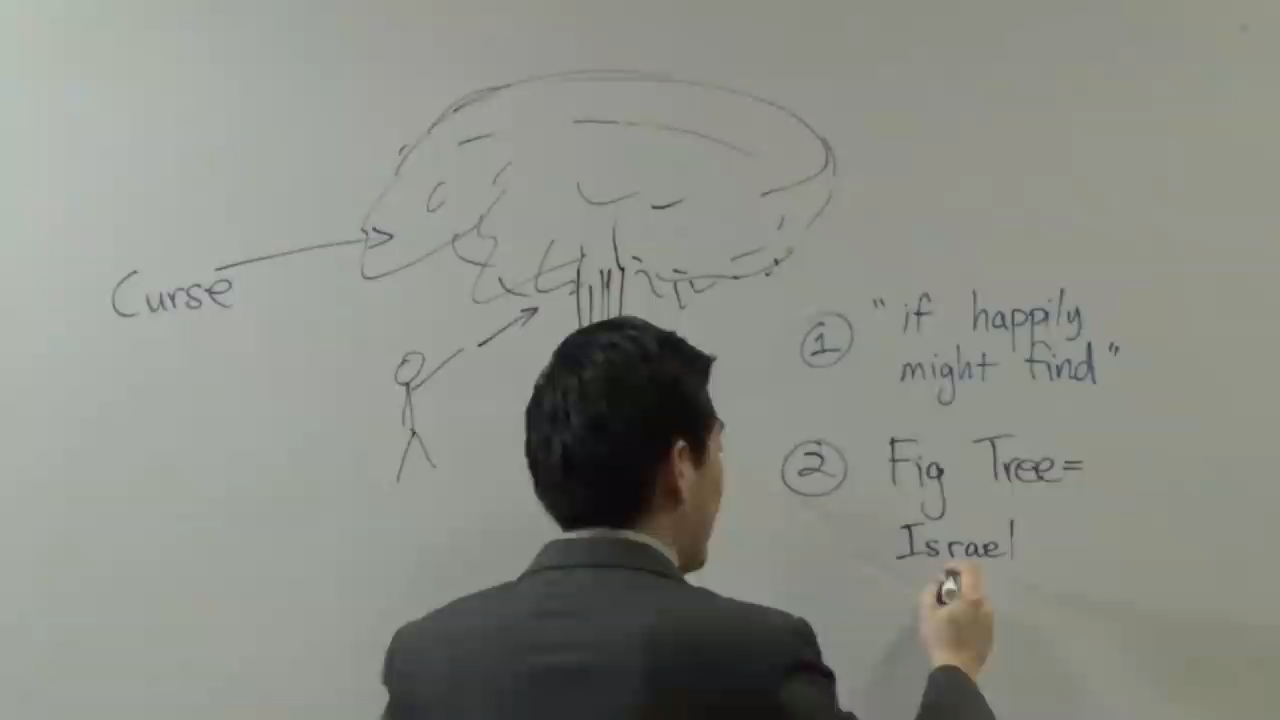 Curse
① "if happily
might find"
② Fig Tree=
Israel